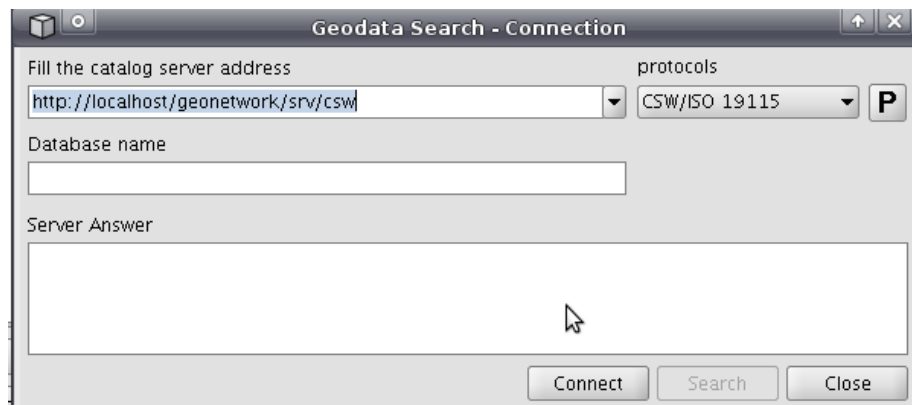 Geodata Search - Connection
Fill the catalog server address
protocols
http://localhost/geonetwork/srv/csw
CSW/ISO 19115
P
Database name
Server Answer
Connect
Search
Close